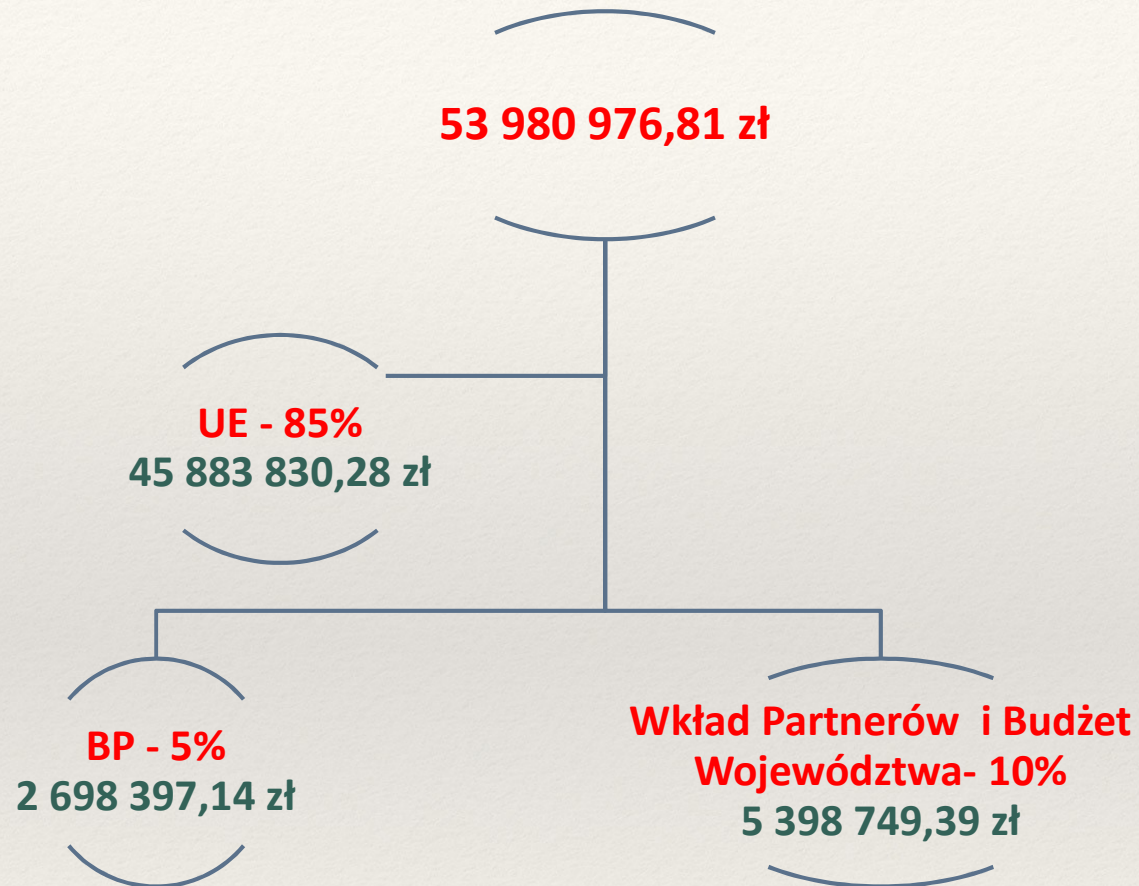 53 980 976,81 zł
UE - 85%
45 883 830,28 zł
BP - 5%
2 698 397,14 zł
Wkład Partnerów i Budżet
Województwa- 10%
5 398 749,39 zł